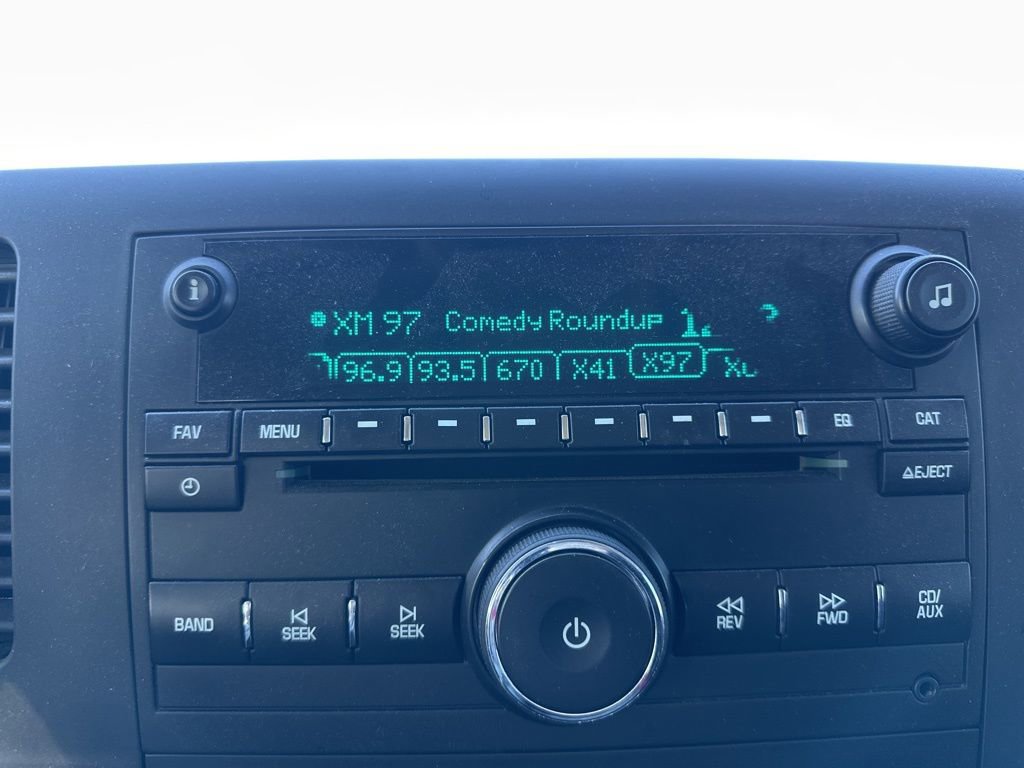 XM 97 Comedy Roundup
96.9 93.5 670 X41 X97
FAV MENU EQ CAT
EJECT
BAND SEEK SEEK REV FWD CD/
AUX